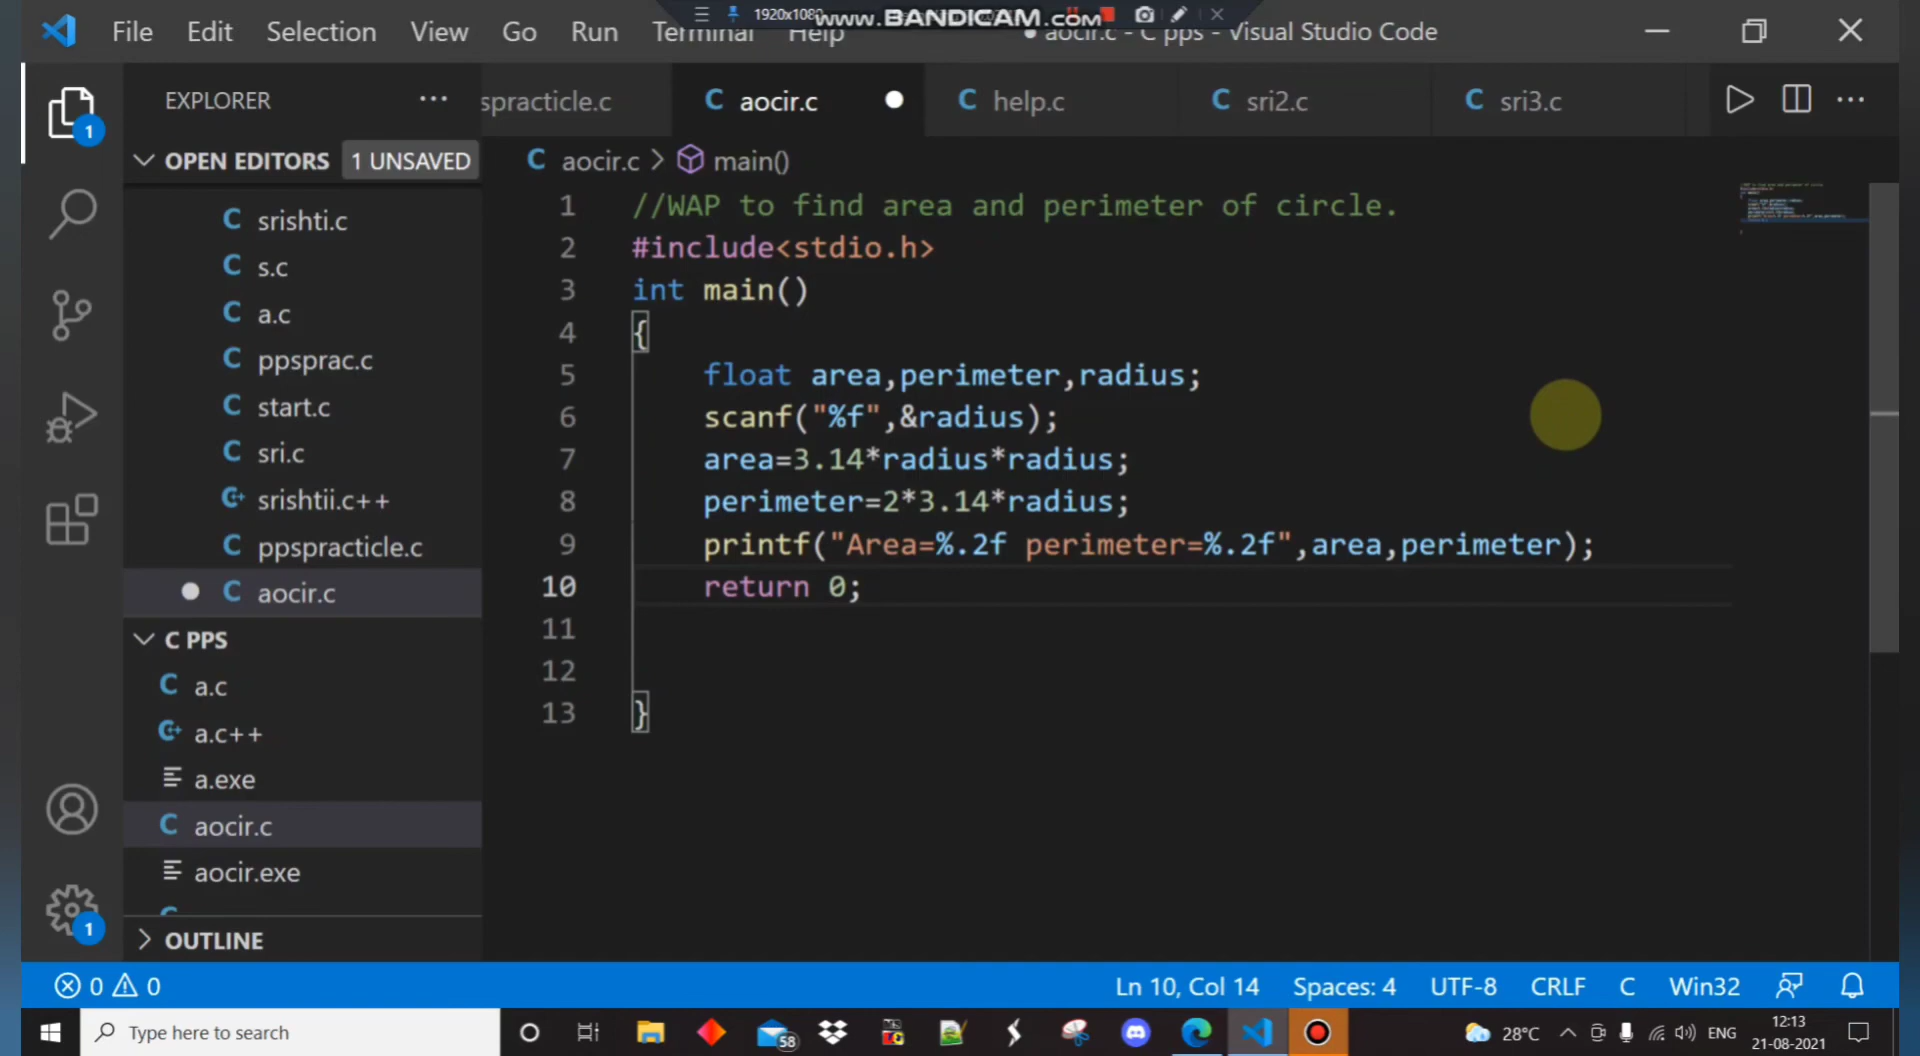 1920x1080
www.BANDICAM.com
File Edit Selection View Go Run Terminal Help
aocir.c - C pps - Visual Studio Code
EXPLORER
OPEN EDITORS 1 UNSAVED
srishti.c
s.c
a.c
ppsprac.c
start.c
sri.c
srishtii.c++
ppspracticle.c
aocir.c
C PPS
a.c
a.c++
a.exe
aocir.c
aocir.exe
OUTLINE
1
1
spracticle.c aocir.c help.c sri2.c sri3.c
aocir.c > main()
1 //WAP to find area and perimeter of circle.
2 #include<stdio.h>
3 int main()
4 {
5 float area,perimeter,radius;
6 scanf("%f",&radius);
7 area=3.14*radius*radius;
8 perimeter=2*3.14*radius;
9 printf("Area=%.2f perimeter=%.2f",area,perimeter);
10 return 0;
11
12
13 }
0 0 Ln 10, Col 14 Spaces: 4 UTF-8 CRLF C Win32
Type here to search 58 28°C ENG 12:13
21-08-2021